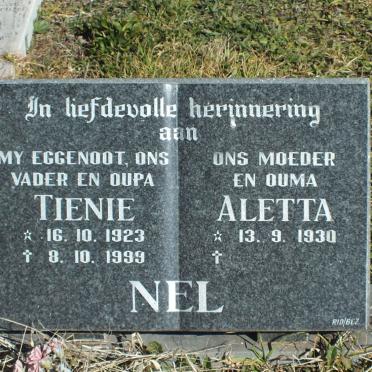 In liefdevolle herinnering
aan
MY EGGENOOT, ONS
VADER EN OUPA
TIENIE
☆ 16. 10. 1923
† 8. 10. 1999
ONS MOEDER
EN OUMA
ALETTA
☆ 13. 9. 1930
†
NEL